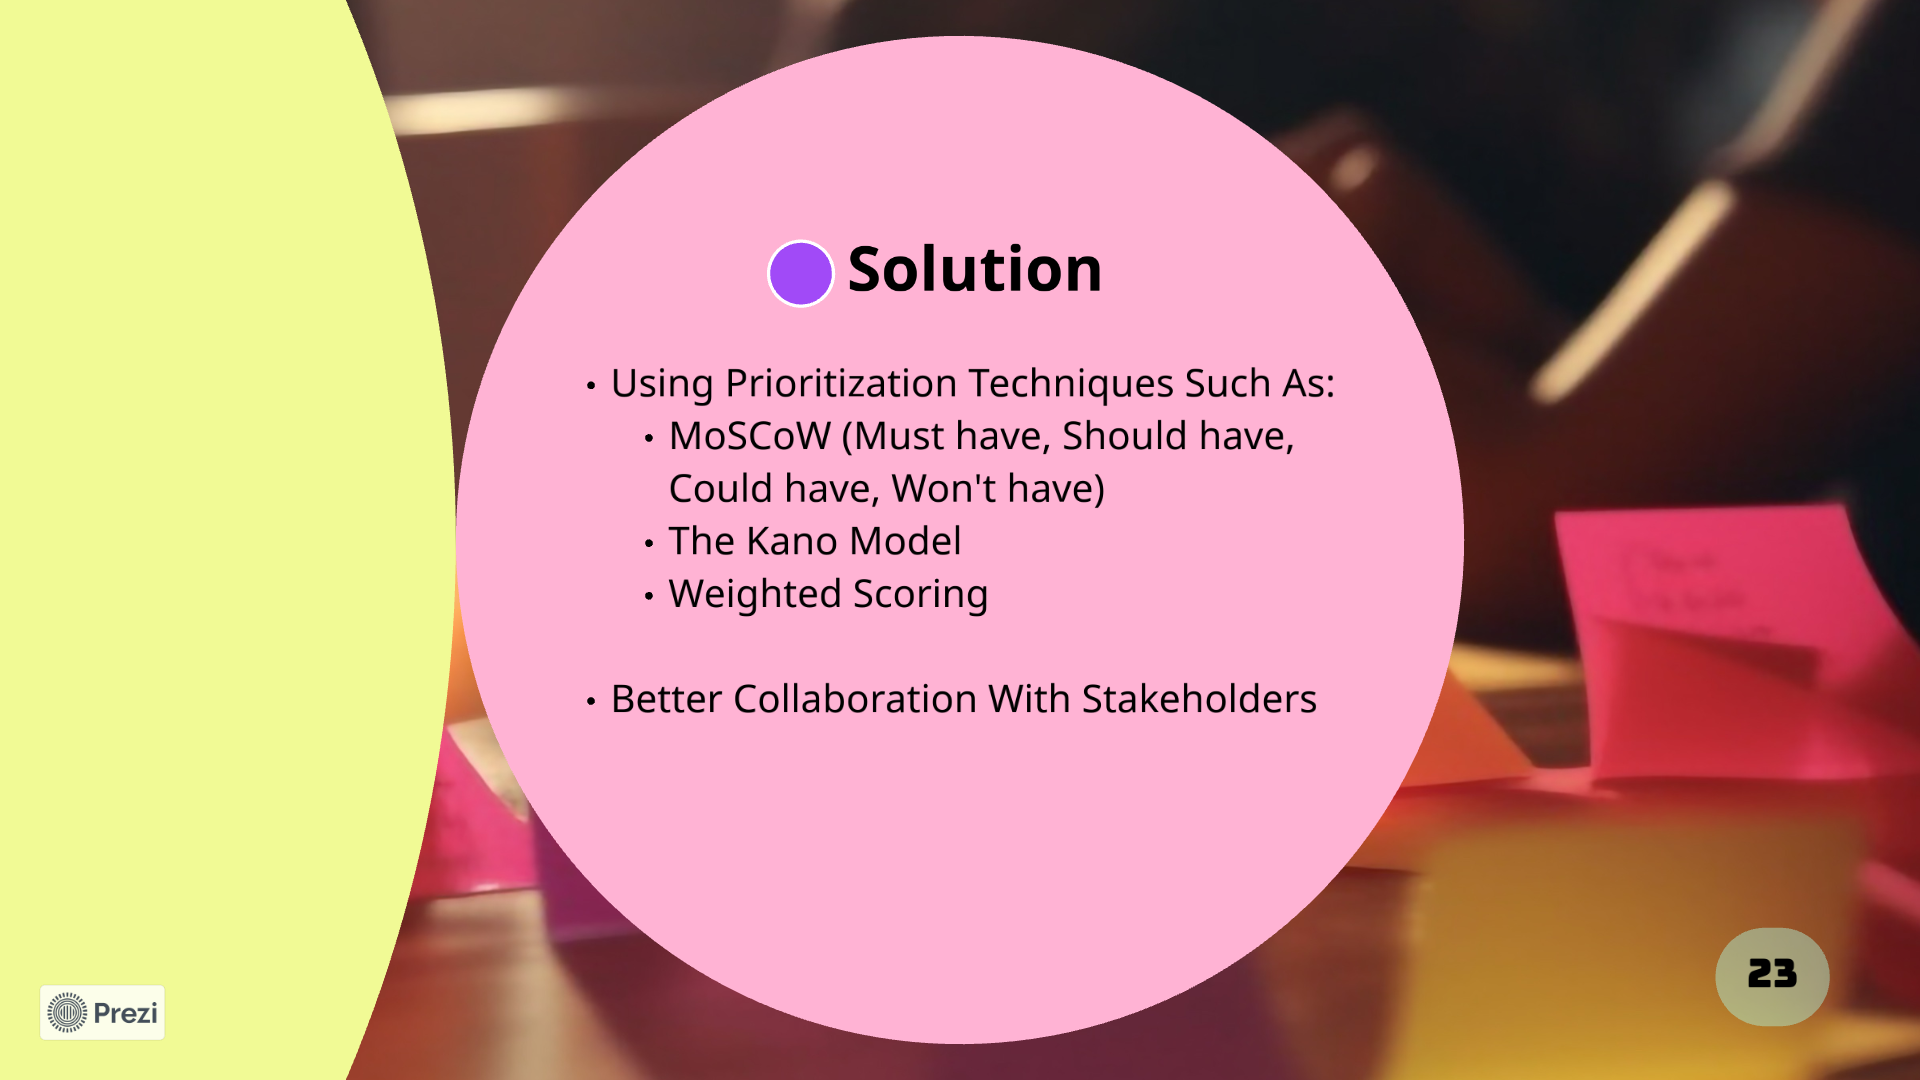 Solution
• Using Prioritization Techniques Such As:
• MoSCoW (Must have, Should have,
Could have, Won't have)
• The Kano Model
• Weighted Scoring
• Better Collaboration With Stakeholders
23
Prezi